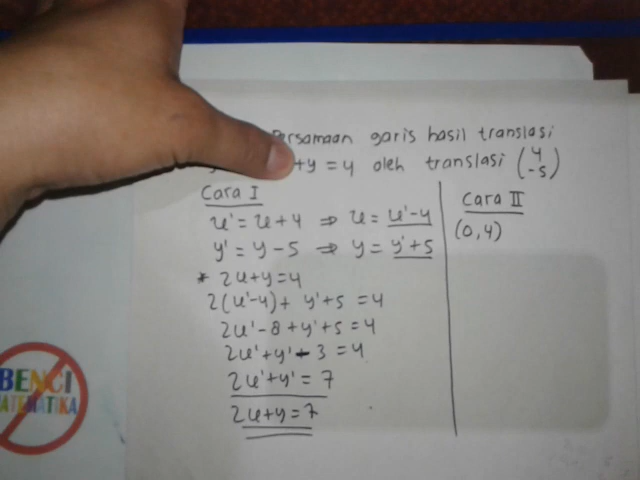 Persamaan garis hasil translasi
+y = 4 oleh translasi (4 -5)
Cara I
x' = x + 4 ⇒ x = x' - 4
y' = y - 5 ⇒ y = y' + 5
* 2x + y = 4
2(x' - 4) + y' + 5 = 4
2x' - 8 + y' + 5 = 4
2x' + y' - 3 = 4
2x' + y' = 7
2x + y = 7
Cara II
(0,4)
BENCI
MATEMATIKA